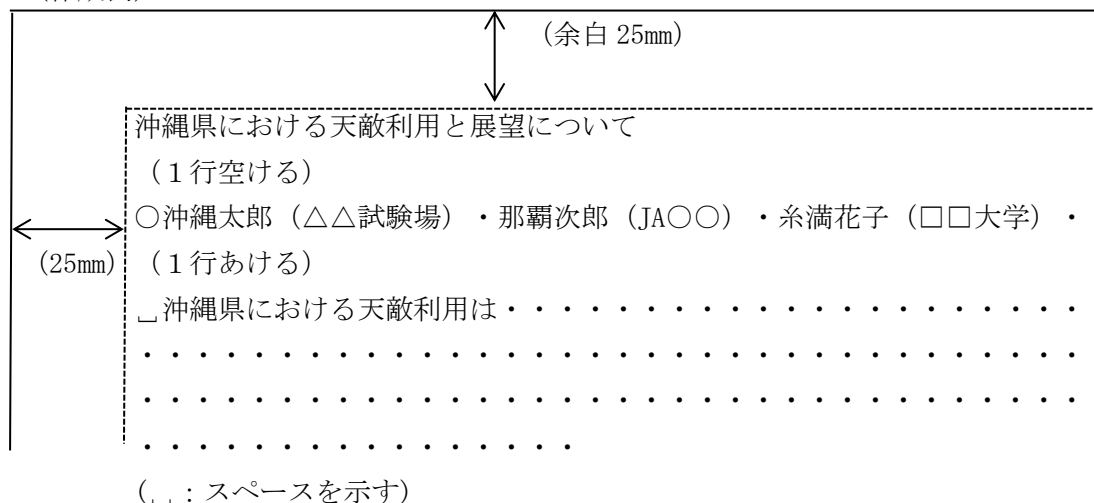 (余白 25mm)
沖縄県における天敵利用と展望について
(1行空ける)
○沖縄太郎(△△試験場)・那覇次郎(JA○○)・糸満花子(□□大学)・
(25mm)
(1行あける)
␣沖縄県における天敵利用は・・・・・・・・・・・・・・・・・・・・・
・・・・・・・・・・・・・・・・・・・・・・・・・・・・・・・・・・
・・・・・・・・・・・・・・・・・・・・・・・・・・・・・・・・・・
・・・・・・・・・・・・・・・・
(␣:スペースを示す)